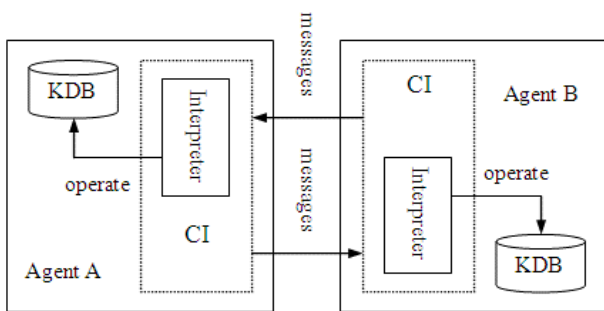 messages
KDB
Interpreter
operate
CI
Agent A
messages
CI
Agent B
Interpreter
operate
KDB